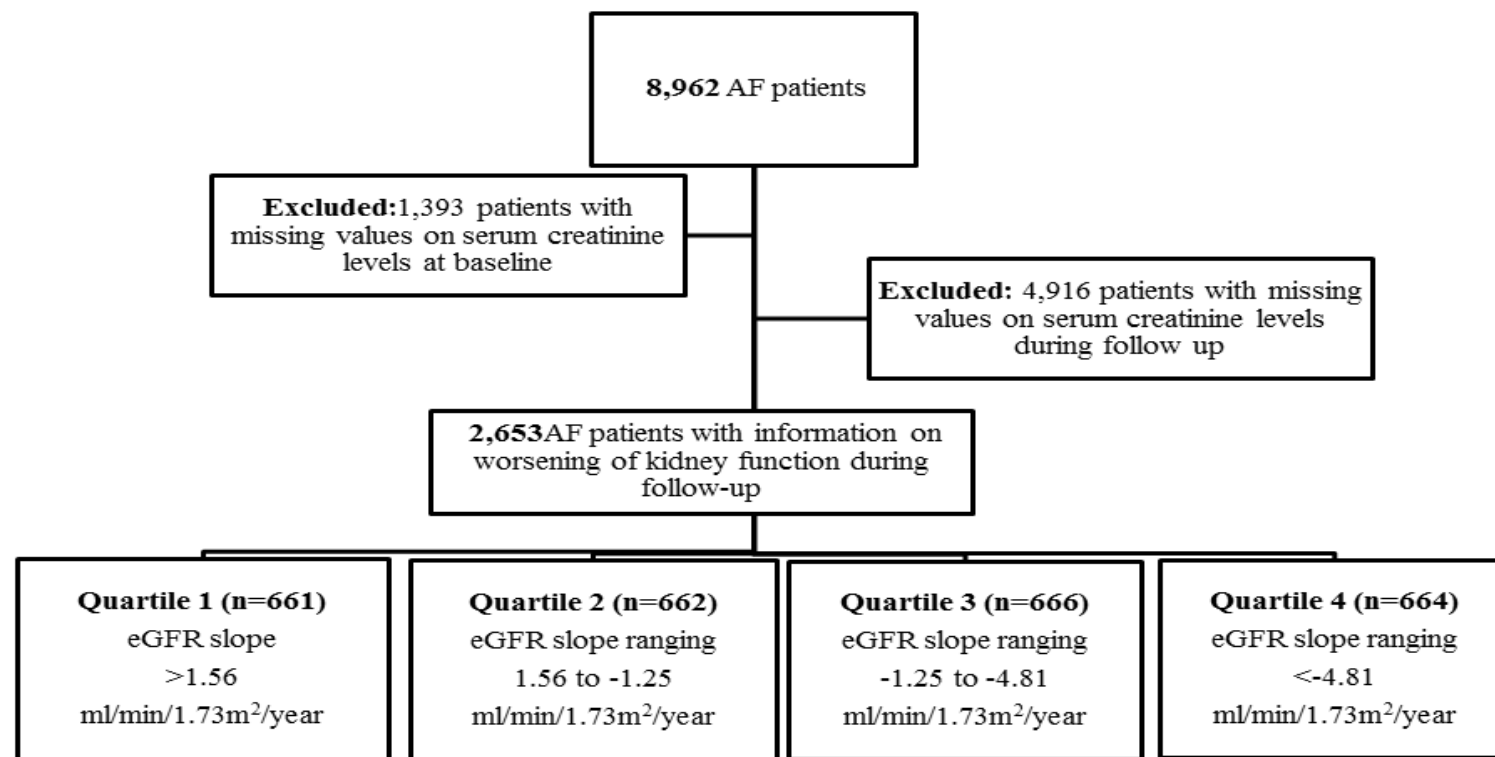 8,962 AF patients
Excluded:1,393 patients with
missing values on serum creatinine
levels at baseline
Excluded: 4,916 patients with missing
values on serum creatinine levels
during follow up
2,653AF patients with information on
worsening of kidney function during
follow-up
Quartile 1 (n=661)
eGFR slope
>1.56
ml/min/1.73m²/year
Quartile 2 (n=662)
eGFR slope ranging
1.56 to -1.25
ml/min/1.73m²/year
Quartile 3 (n=666)
eGFR slope ranging
-1.25 to -4.81
ml/min/1.73m²/year
Quartile 4 (n=664)
eGFR slope ranging
<-4.81
ml/min/1.73m²/year